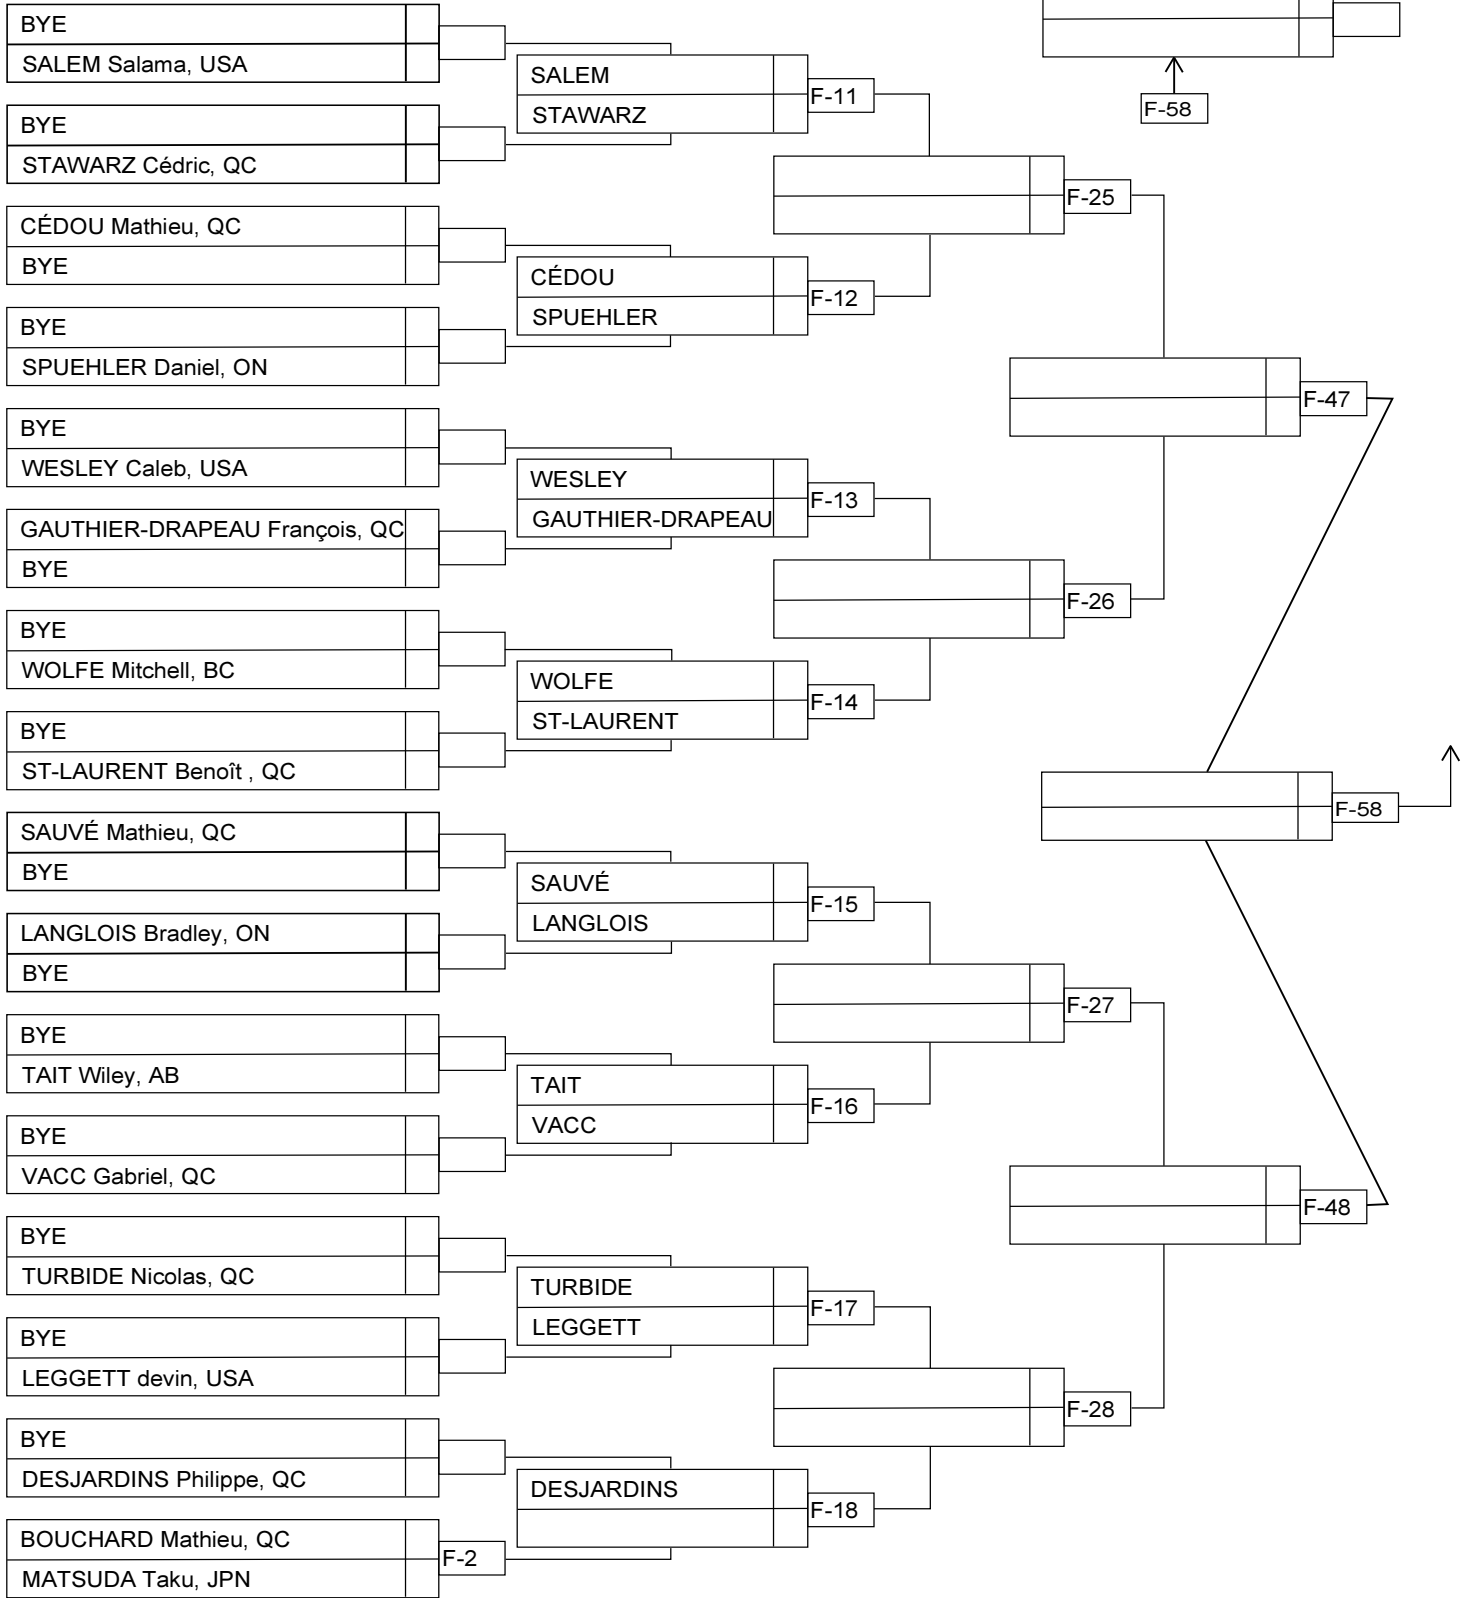 BYE
SALEM Salama, USA
BYE
STAWARZ Cédric, QC
CÉDOU Mathieu, QC
BYE
BYE
SPUEHLER Daniel, ON
BYE
WESLEY Caleb, USA
GAUTHIER-DRAPEAU François, QC
BYE
BYE
WOLFE Mitchell, BC
BYE
ST-LAURENT Benoît , QC
SAUVÉ Mathieu, QC
BYE
LANGLOIS Bradley, ON
BYE
BYE
TAIT Wiley, AB
BYE
VACC Gabriel, QC
BYE
TURBIDE Nicolas, QC
BYE
LEGGETT devin, USA
BYE
DESJARDINS Philippe, QC
BOUCHARD Mathieu, QC
MATSUDA Taku, JPN
F-2
SALEM
STAWARZ
F-11
CÉDOU
SPUEHLER
F-12
WESLEY
GAUTHIER-DRAPEAU
F-13
WOLFE
ST-LAURENT
F-14
SAUVÉ
LANGLOIS
F-15
TAIT
VACC
F-16
TURBIDE
LEGGETT
F-17
DESJARDINS
F-18
F-25
F-26
F-27
F-28
F-47
F-48
F-58
F-58